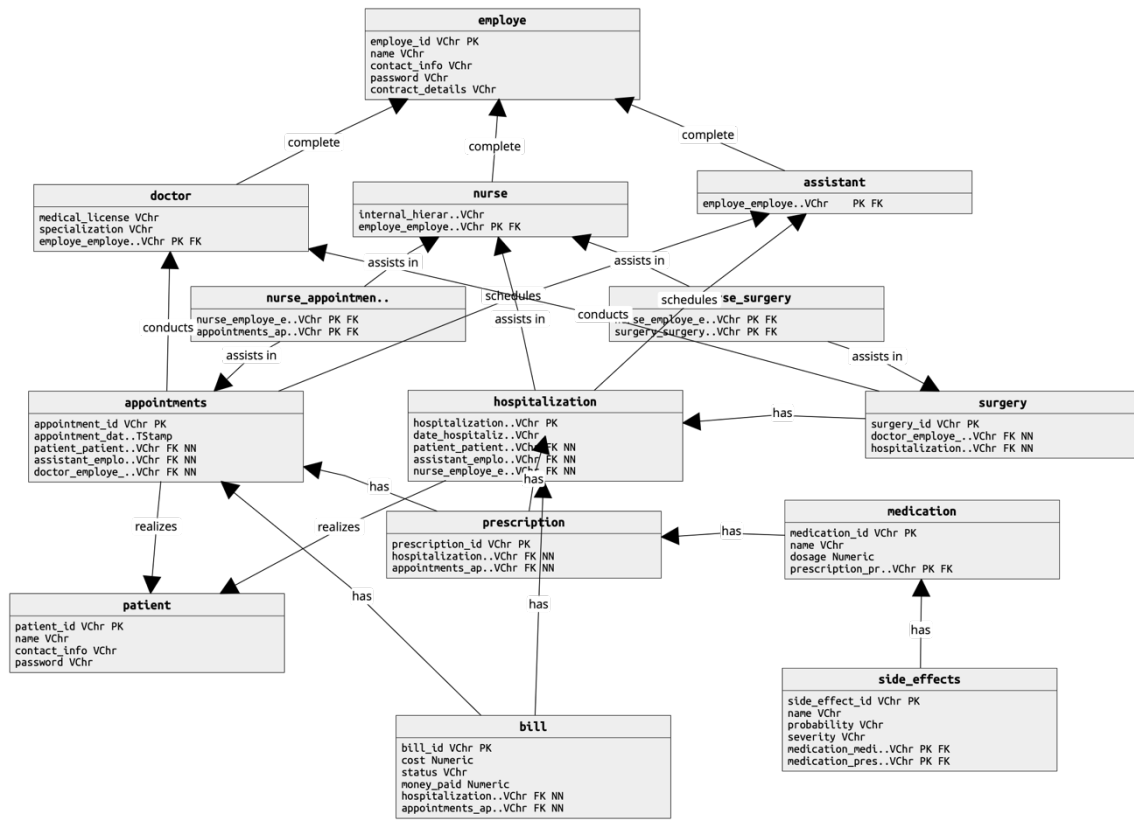 employe
employe_id VChr PK
name VChr
contact_info VChr
password VChr
contract_details VChr
complete
complete
complete
doctor
medical_license VChr
specialization VChr
employe_employe..VChr PK FK
nurse
internal_hierar..VChr
employe_employe..VChr PK FK
assistant
employe_employe..VChr PK FK
assists in
assists in
nurse_appointmen..
nurse_employe_e..VChr PK FK
appointments_ap..VChr PK FK
schedules
schedules
se_surgery
se_employe_e..VChr PK FK
surgery_surgery..VChr PK FK
conducts
assists in
conducts
assists in
assists in
appointments
appointment_id VChr PK
appointment_dat..TStamp
patient_patient..VChr FK NN
assistant_emplo..VChr FK NN
doctor_employe_..VChr FK NN
hospitalization
hospitalization..VChr PK
date_hospitaliz..VChr
patient_patient..VChr FK NN
assistant_emplo..VChr FK NN
nurse_employe_e..VChr FK NN
has
surgery
surgery_id VChr PK
doctor_employe_..VChr FK NN
hospitalization..VChr FK NN
has
has
realizes
realizes
prescription
prescription_id VChr PK
hospitalization..VChr FK NN
appointments_ap..VChr FK NN
has
medication
medication_id VChr PK
name VChr
dosage Numeric
prescription_pr..VChr PK FK
patient
patient_id VChr PK
name VChr
contact_info VChr
password VChr
has
has
has
side_effects
side_effect_id VChr PK
name VChr
probability VChr
severity VChr
medication_medi..VChr PK FK
medication_pres..VChr PK FK
bill
bill_id VChr PK
cost Numeric
status VChr
money_paid Numeric
hospitalization..VChr FK NN
appointments_ap..VChr FK NN